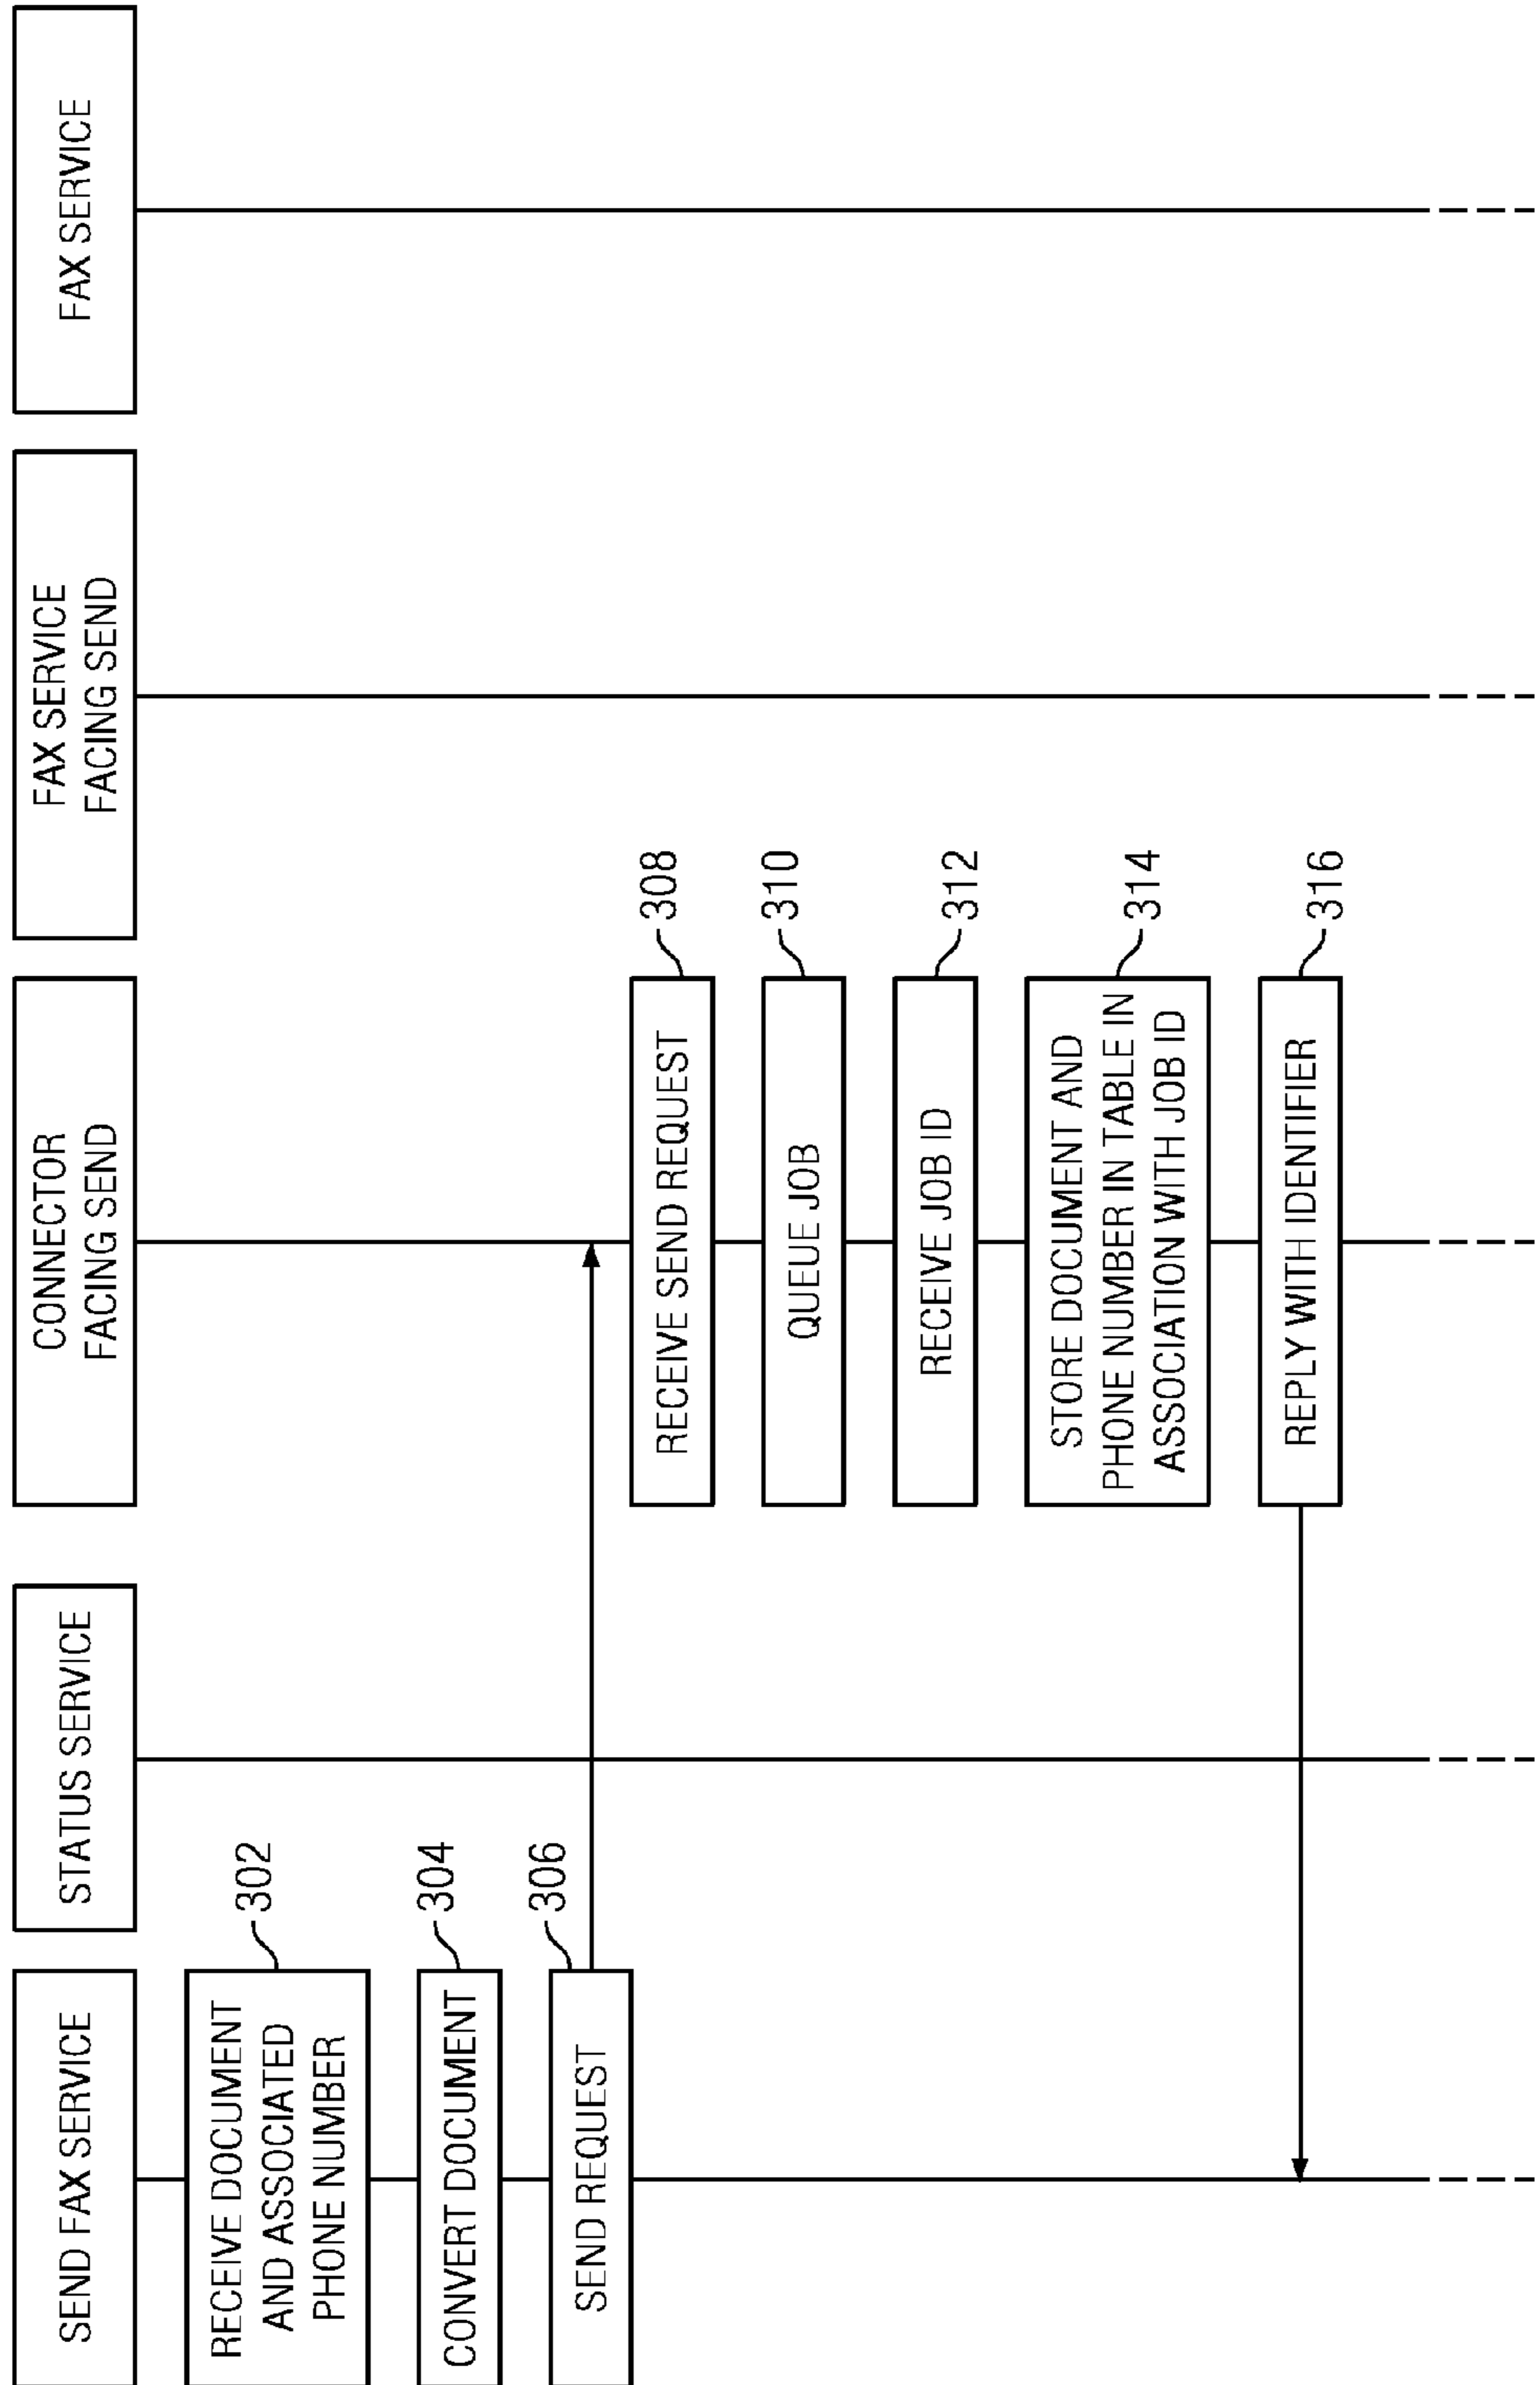 SEND FAX SERVICE
STATUS SERVICE
CONNECTOR
FACING SEND
FAX SERVICE
FACING SEND
FAX SERVICE
RECEIVE DOCUMENT
AND ASSOCIATED
PHONE NUMBER
302
CONVERT DOCUMENT
304
SEND REQUEST
306
RECEIVE SEND REQUEST
308
QUEUE JOB
310
RECEIVE JOB ID
312
STORE DOCUMENT AND
PHONE NUMBER IN TABLE IN
ASSOCIATION WITH JOB ID
314
REPLY WITH IDENTIFIER
316